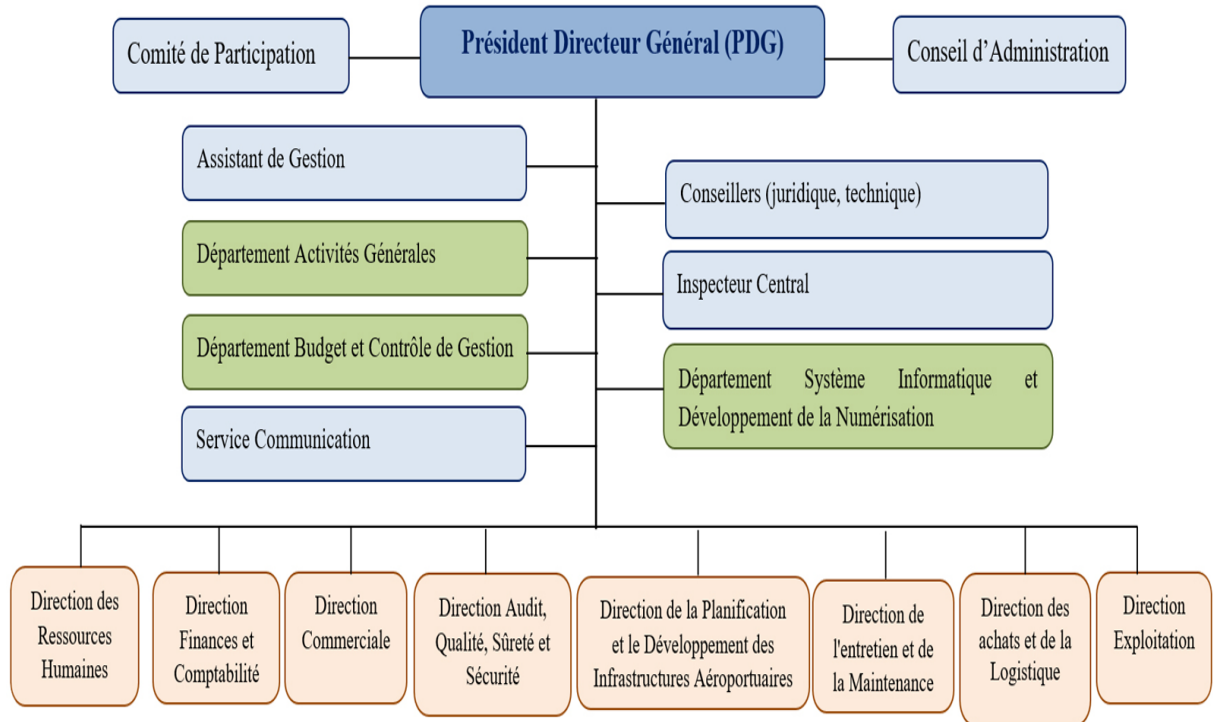 Comité de Participation
Président Directeur Général (PDG)
Conseil d’Administration
Assistant de Gestion
Conseillers (juridique, technique)
Département Activités Générales
Inspecteur Central
Département Budget et Contrôle de Gestion
Département Système Informatique et
Développement de la Numérisation
Service Communication
Direction des
Ressources
Humaines
Direction
Finances et
Comptabilité
Direction
Commerciale
Direction Audit,
Qualité, Sûreté et
Sécurité
Direction de la Planification
et le Développement des
Infrastructures Aéroportuaires
Direction de
l'entretien et de
la Maintenance
Direction des
achats et de la
Logistique
Direction
Exploitation